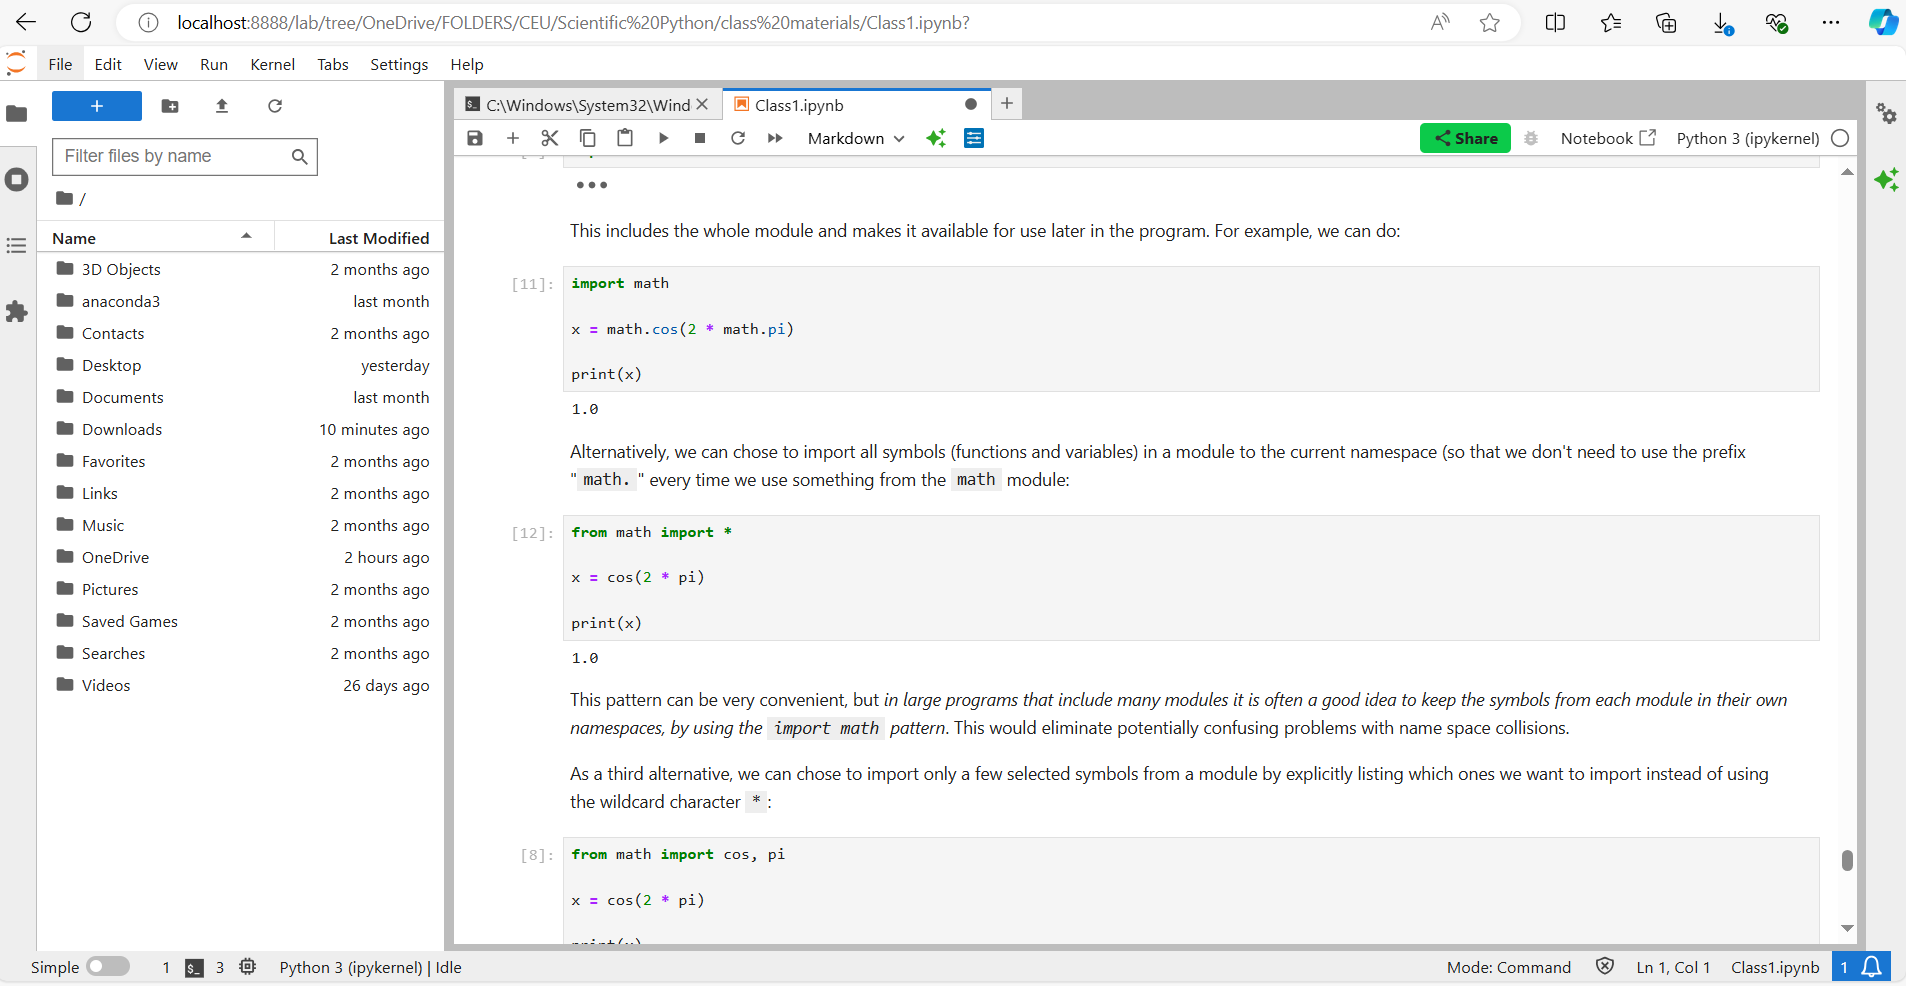 localhost:8888/lab/tree/OneDrive/FOLDERS/CEU/Scientific%20Python/class%20materials/Class1.ipynb?
File Edit View Run Kernel Tabs Settings Help
Filter files by name
/
Name Last Modified
3D Objects 2 months ago
anaconda3 last month
Contacts 2 months ago
Desktop yesterday
Documents last month
Downloads 10 minutes ago
Favorites 2 months ago
Links 2 months ago
Music 2 months ago
OneDrive 2 hours ago
Pictures 2 months ago
Saved Games 2 months ago
Searches 2 months ago
Videos 26 days ago
C:\Windows\System32\Wind Class1.ipynb
Markdown Share Notebook Python 3 (ipykernel)
This includes the whole module and makes it available for use later in the program. For example, we can do:
[11]: import math
x = math.cos(2 * math.pi)
print(x)
1.0
Alternatively, we can chose to import all symbols (functions and variables) in a module to the current namespace (so that we don't need to use the prefix
"math." every time we use something from the math module:
[12]: from math import *
x = cos(2 * pi)
print(x)
1.0
This pattern can be very convenient, but in large programs that include many modules it is often a good idea to keep the symbols from each module in their own
namespaces, by using the import math pattern. This would eliminate potentially confusing problems with name space collisions.
As a third alternative, we can chose to import only a few selected symbols from a module by explicitly listing which ones we want to import instead of using
the wildcard character *:
[8]: from math import cos, pi
x = cos(2 * pi)
Simple 1 3 Python 3 (ipykernel) | Idle Mode: Command Ln 1, Col 1 Class1.ipynb 1